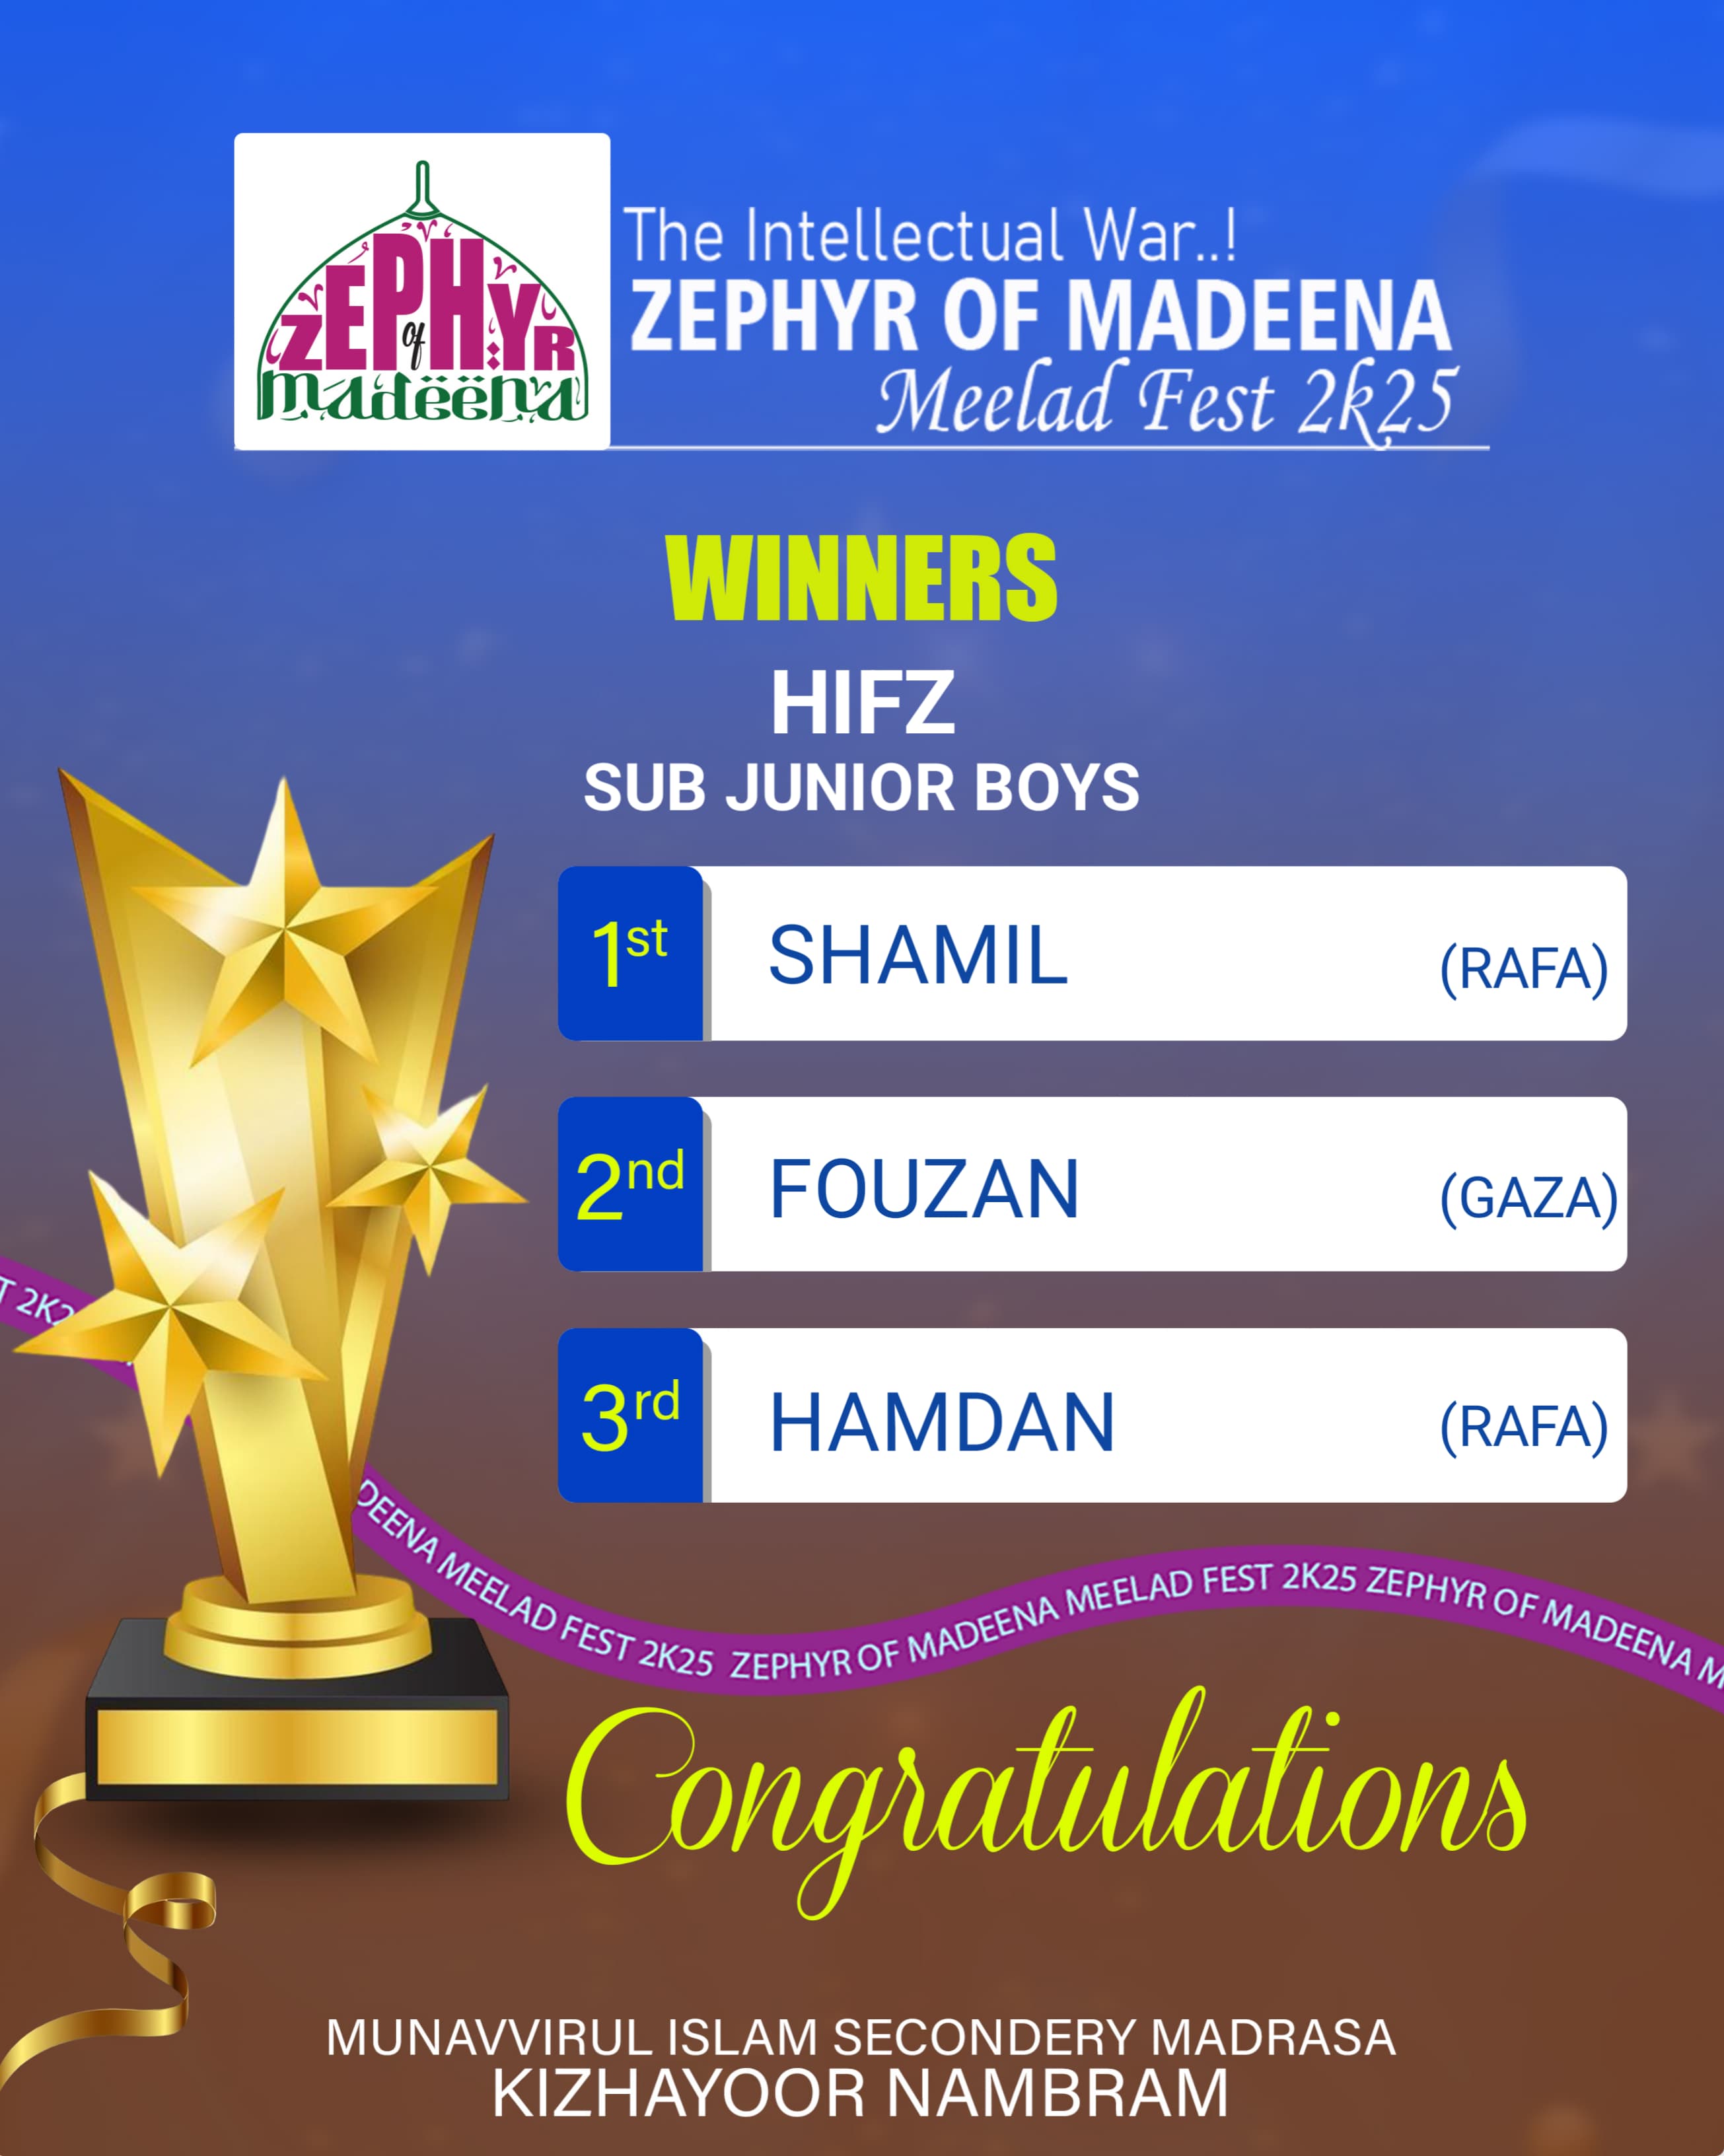 ZEPHYR
of
madeena
The Intellectual War..!
ZEPHYR OF MADEENA
Meelad Fest 2k25
WINNERS
HIFZ
SUB JUNIOR BOYS
1st SHAMIL (RAFA)
2nd FOUZAN (GAZA)
3rd HAMDAN (RAFA)
T 2K2
DEENA MEELAD FEST 2K25 ZEPHYR OF MADEENA MEELAD FEST 2K25 ZEPHYR OF MADEENA M
Congratulations
MUNAVVIRUL ISLAM SECONDERY MADRASA
KIZHAYOOR NAMBRAM